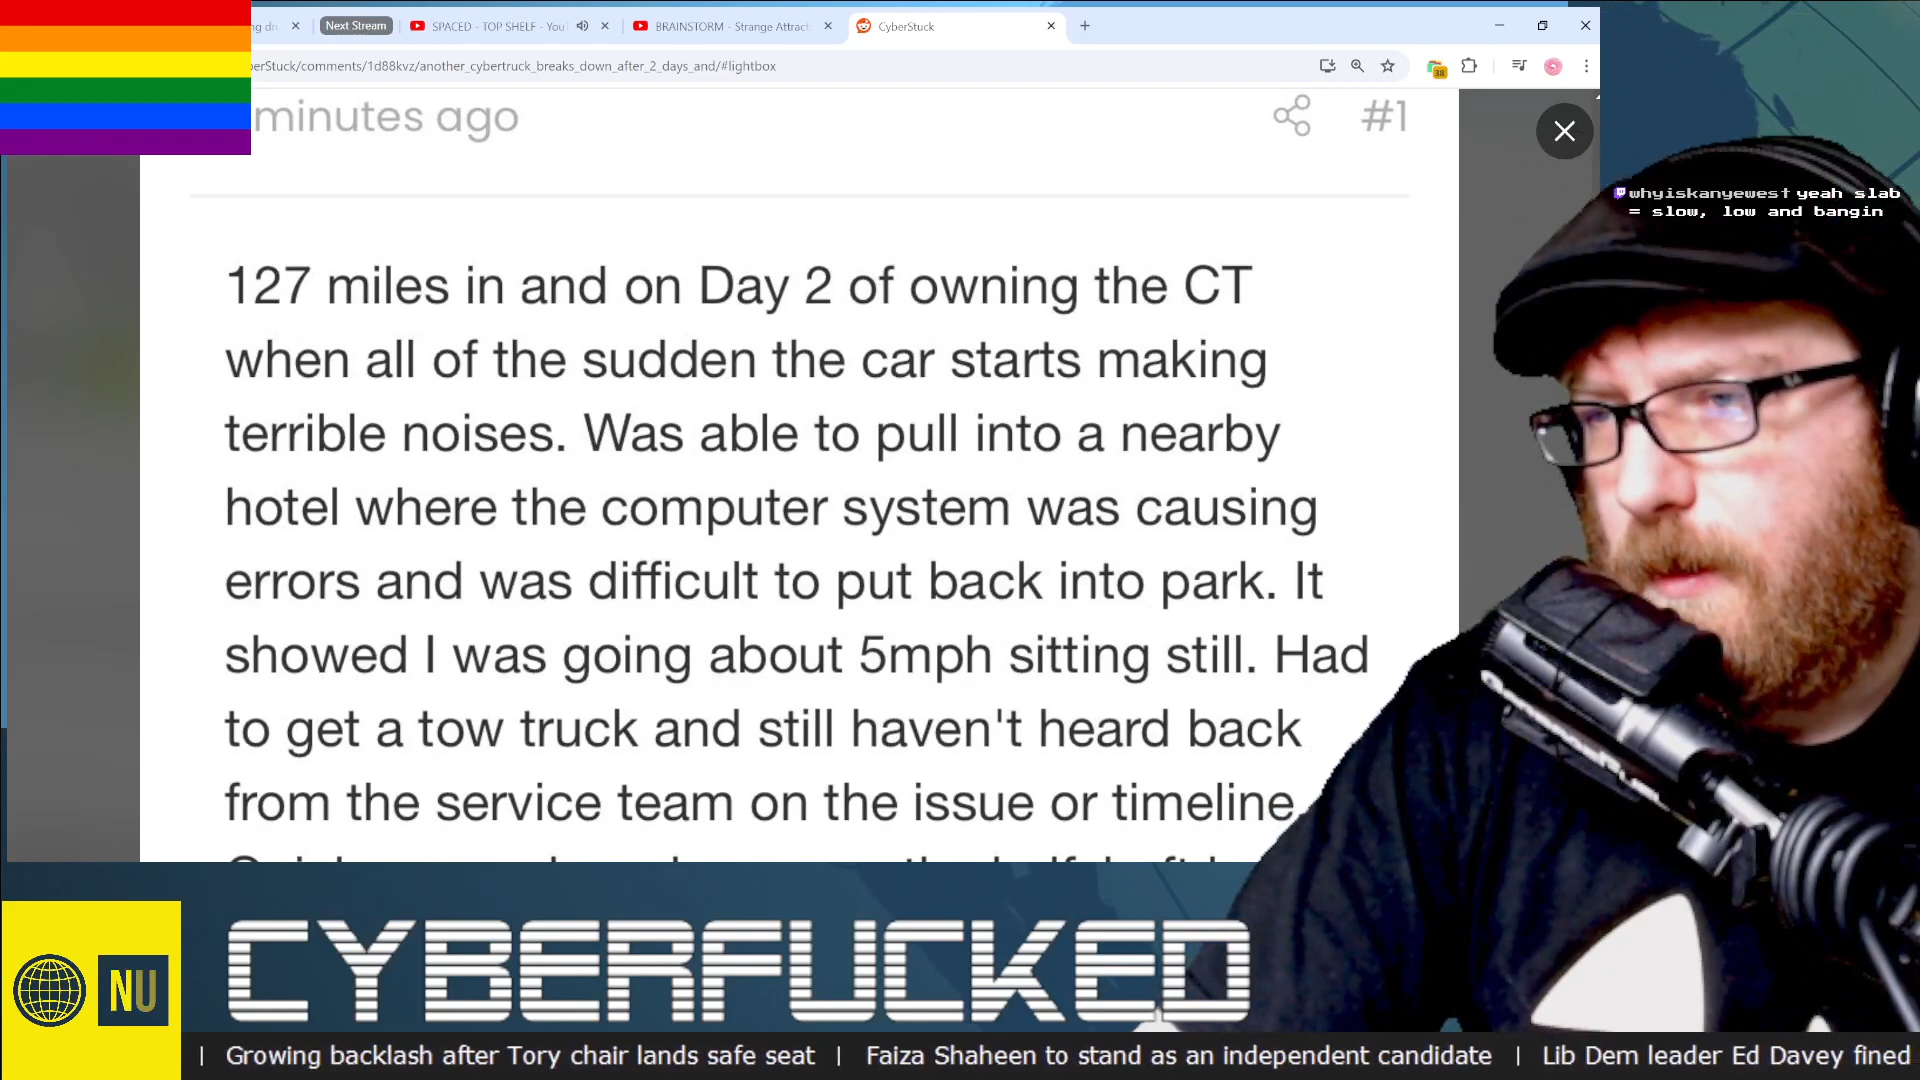 ng dr
Next Stream
SPACED - TOP SHELF - You
BRAINSTORM - Strange Attract
CyberStuck
erStuck/comments/1d88kvz/another_cybertruck_breaks_down_after_2_days_and/#lightbox
38
minutes ago
#1
whyiskanyewest yeah slab
= slow, low and bangin
127 miles in and on Day 2 of owning the CT
when all of the sudden the car starts making
terrible noises. Was able to pull into a nearby
hotel where the computer system was causing
errors and was difficult to put back into park. It
showed I was going about 5mph sitting still. Had
to get a tow truck and still haven't heard back
from the service team on the issue or timeline.
CYBERFUCKED
NU
| Growing backlash after Tory chair lands safe seat | Faiza Shaheen to stand as an independent candidate | Lib Dem leader Ed Davey fined